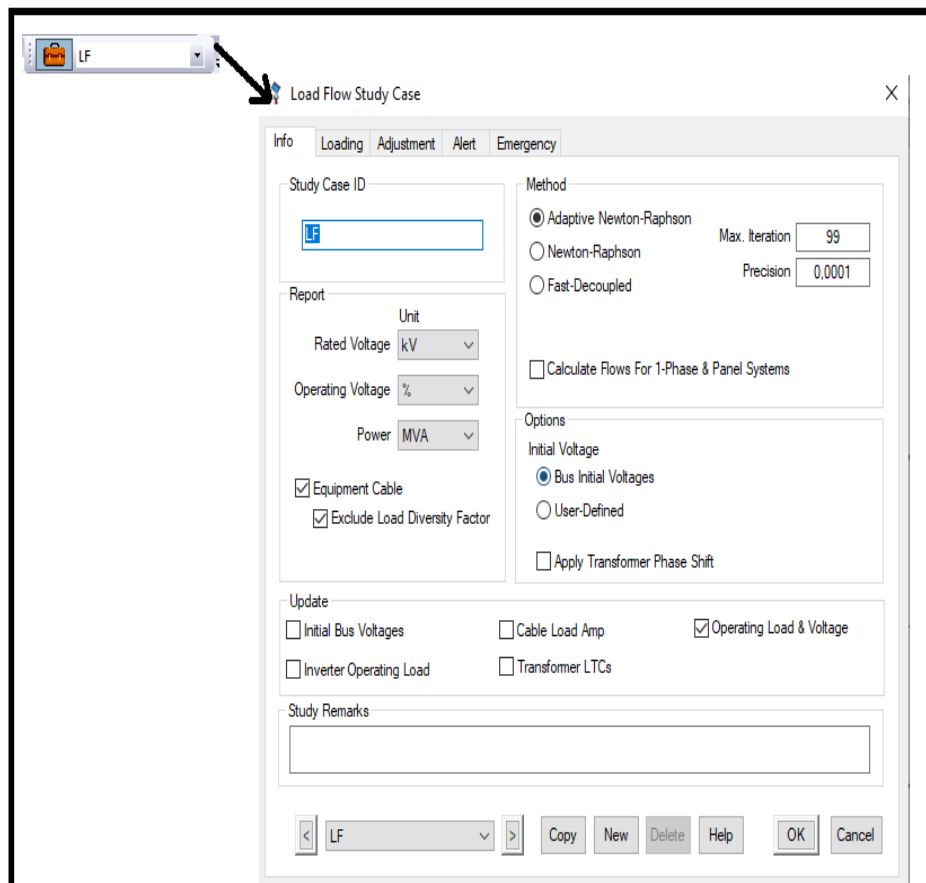 LF
Load Flow Study Case
Info Loading Adjustment Alert Emergency
Study Case ID
LF
Method
Adaptive Newton-Raphson
Newton-Raphson
Fast-Decoupled
Max. Iteration 99
Precision 0,0001
Calculate Flows For 1-Phase & Panel Systems
Report
Unit
Rated Voltage kV
Operating Voltage %
Power MVA
Equipment Cable
Exclude Load Diversity Factor
Options
Initial Voltage
Bus Initial Voltages
User-Defined
Apply Transformer Phase Shift
Update
Initial Bus Voltages Cable Load Amp Operating Load & Voltage
Inverter Operating Load Transformer LTCs
Study Remarks
< LF > Copy New Delete Help OK Cancel